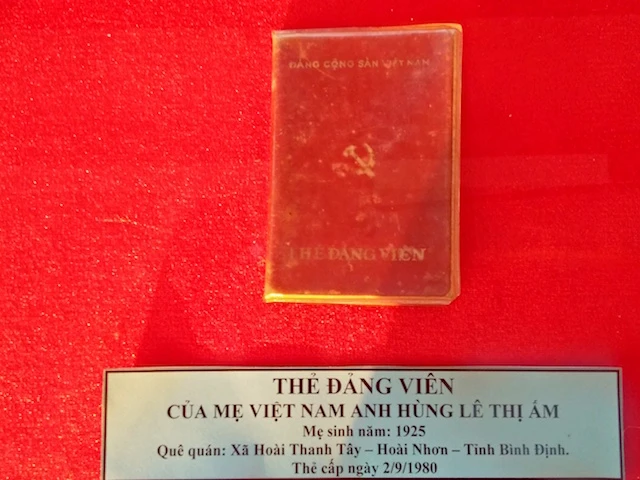 ĐẢNG CỘNG SẢN VIỆT NAM
THẺ ĐẢNG VIÊN
THẺ ĐẢNG VIÊN
CỦA MẸ VIỆT NAM ANH HÙNG LÊ THỊ ẤM
Mẹ sinh năm: 1925
Quê quán: Xã Hoài Thanh Tây – Hoài Nhơn – Tỉnh Bình Định.
Thẻ cấp ngày 2/9/1980